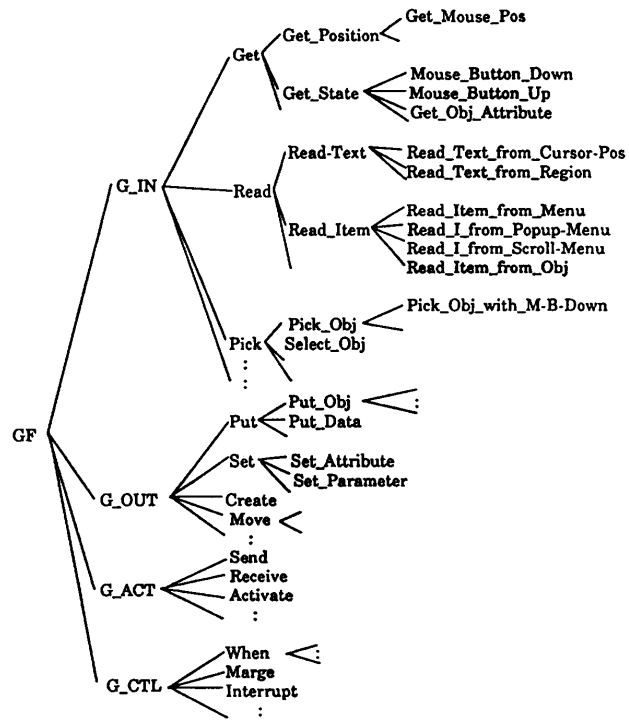 Get_Mouse_Pos
Get_Position
Get
Mouse_Button_Down
Get_State
Mouse_Button_Up
Get_Obj_Attribute
Read-Text
Read_Text_from_Cursor-Pos
Read_Text_from_Region
G_IN
Read
Read_Item_from_Menu
Read_Item
Read_I_from_Popup-Menu
Read_I_from_Scroll-Menu
Read_Item_from_Obj
Pick_Obj_with_M-B-Down
Pick_Obj
Pick
Select_Obj
Put_Obj
Put
Put_Data
GF
Set
Set_Attribute
Set_Parameter
G_OUT
Create
Move
Send
G_ACT
Receive
Activate
When
Marge
G_CTL
Interrupt